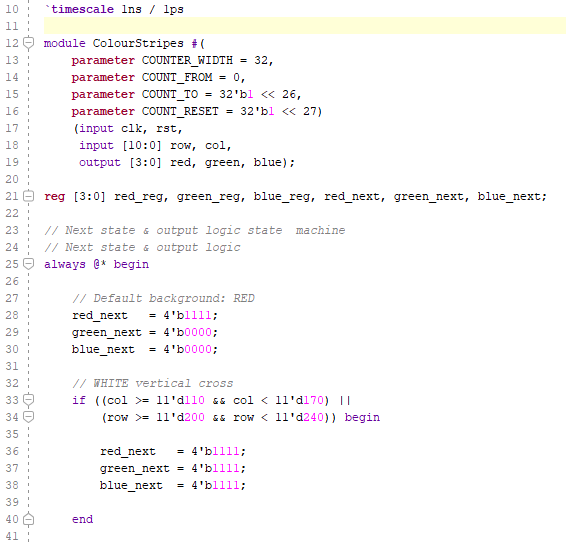 10 `timescale 1ns / 1ps
11
12 module ColourStripes #(
13 parameter COUNTER_WIDTH = 32,
14 parameter COUNT_FROM = 0,
15 parameter COUNT_TO = 32'b1 << 26,
16 parameter COUNT_RESET = 32'b1 << 27)
17 (input clk, rst,
18 input [10:0] row, col,
19 output [3:0] red, green, blue);
20
21 reg [3:0] red_reg, green_reg, blue_reg, red_next, green_next, blue_next;
22
23 // Next state & output logic state  machine
24 // Next state & output logic
25 always @* begin
26
27 // Default background: RED
28 red_next   = 4'b1111;
29 green_next = 4'b0000;
30 blue_next  = 4'b0000;
31
32 // WHITE vertical cross
33 if ((col >= 11'd110 && col < 11'd170) ||
34 (row >= 11'd200 && row < 11'd240)) begin
35
36 red_next   = 4'b1111;
37 green_next = 4'b1111;
38 blue_next  = 4'b1111;
39
40 end
41